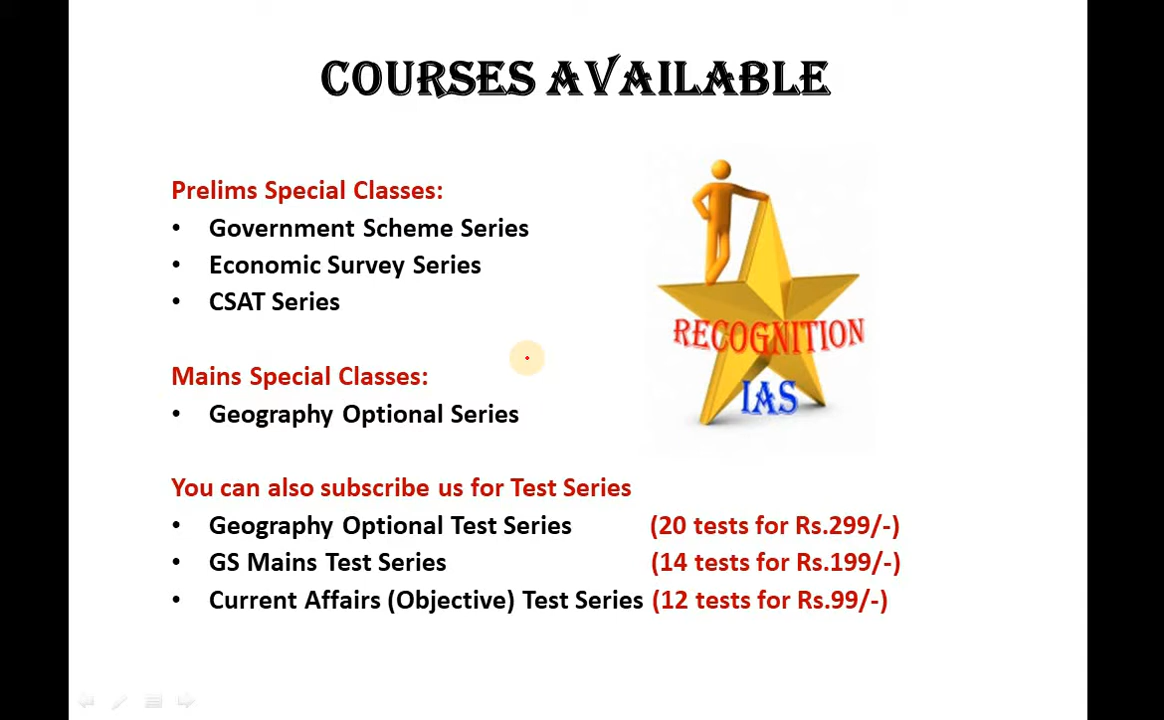 COURSES AVAILABLE
Prelims Special Classes:
• Government Scheme Series
• Economic Survey Series
• CSAT Series
RECOGNITION
IAS
Mains Special Classes:
• Geography Optional Series
You can also subscribe us for Test Series
• Geography Optional Test Series (20 tests for Rs.299/-)
• GS Mains Test Series (14 tests for Rs.199/-)
• Current Affairs (Objective) Test Series (12 tests for Rs.99/-)